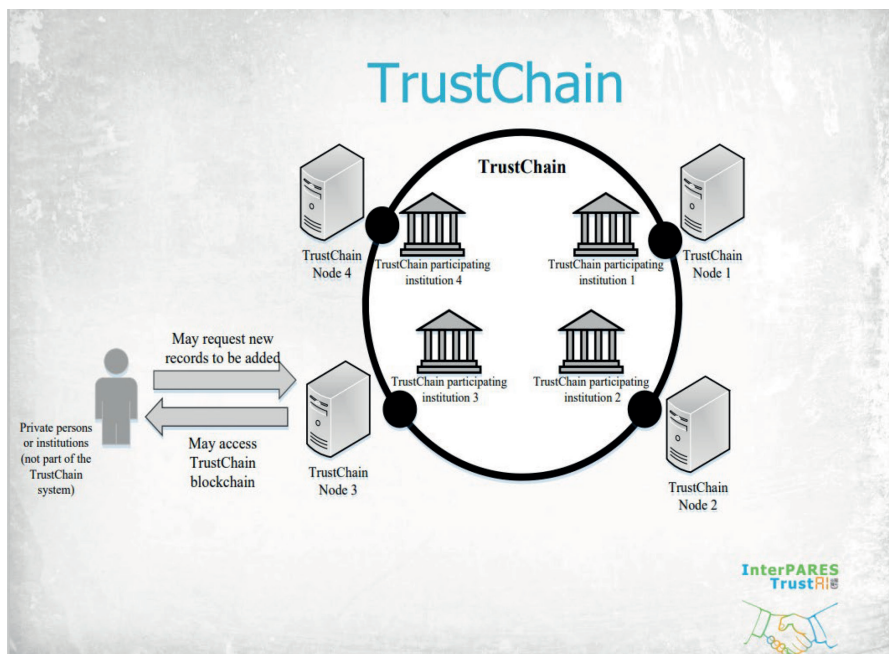 TrustChain
TrustChain
TrustChain
Node 4
TrustChain participating
institution 4
TrustChain participating
institution 1
TrustChain
Node 1
May request new
records to be added
TrustChain participating
institution 3
TrustChain participating
institution 2
Private persons
or institutions
(not part of the
TrustChain
system)
May access
TrustChain
blockchain
TrustChain
Node 3
TrustChain
Node 2
InterPARES
TrustAI